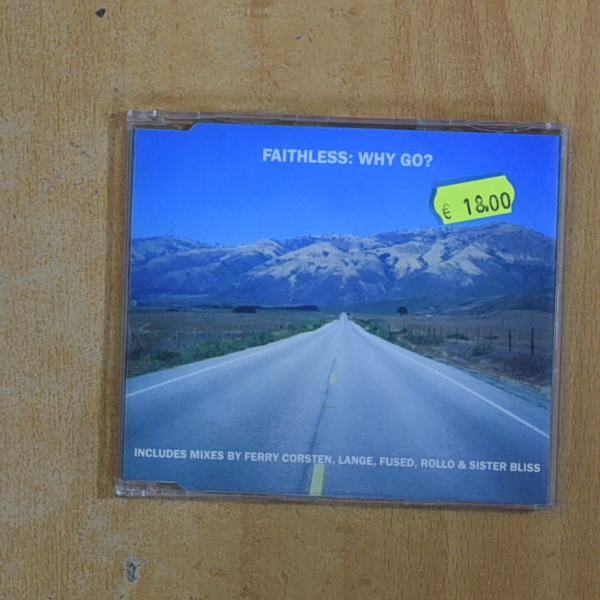 FAITHLESS: WHY GO?
€ 18.00
INCLUDES MIXES BY FERRY CORSTEN, LANGE, FUSED, ROLLO & SISTER BLISS